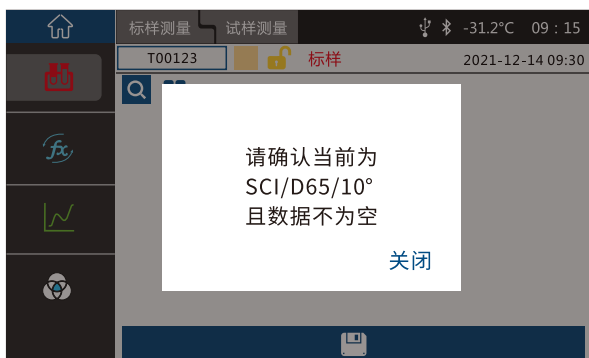 标样测量 试样测量 -31.2°C 09 : 15
T00123 标样 2021-12-14 09:30
fx
请确认当前为
SCI/D65/10°
且数据不为空
关闭